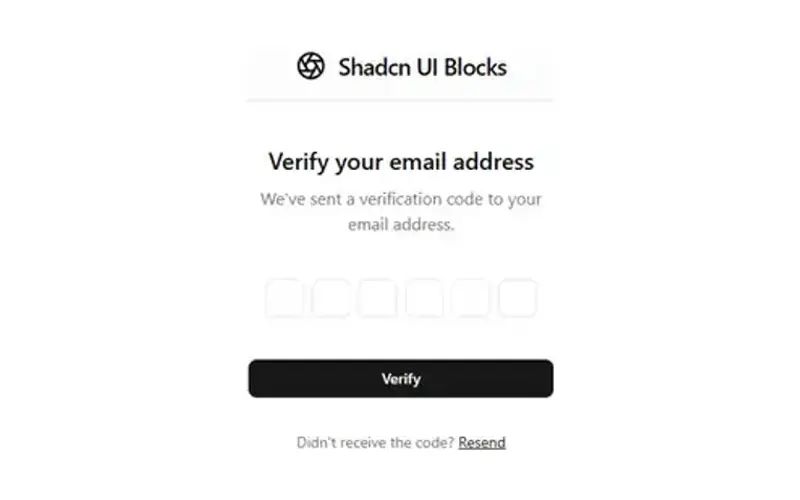 Shadcn UI Blocks
Verify your email address
We've sent a verification code to your
email address.
Verify
Didn't receive the code? Resend